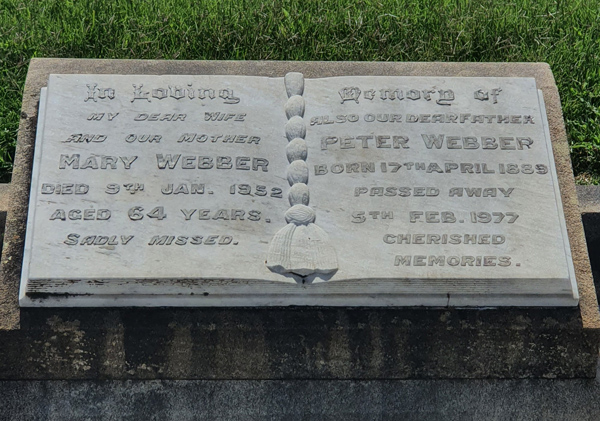 In Loving
MY DEAR WIFE
AND OUR MOTHER
MARY WEBBER
DIED 9TH JAN. 1952
AGED 64 YEARS.
SADLY MISSED.
Memory of
ALSO OUR DEAR FATHER
PETER WEBBER
BORN 17TH APRIL 1889
PASSED AWAY
5TH FEB. 1977
CHERISHED
MEMORIES.